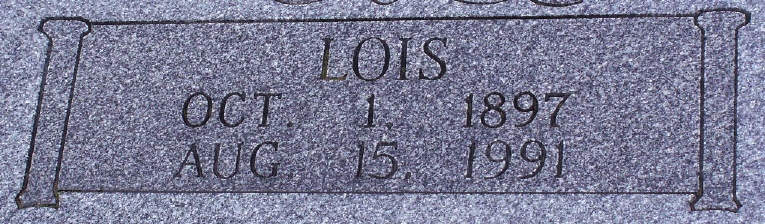 LOIS
OCT. 1, 1897
AUG. 15, 1991